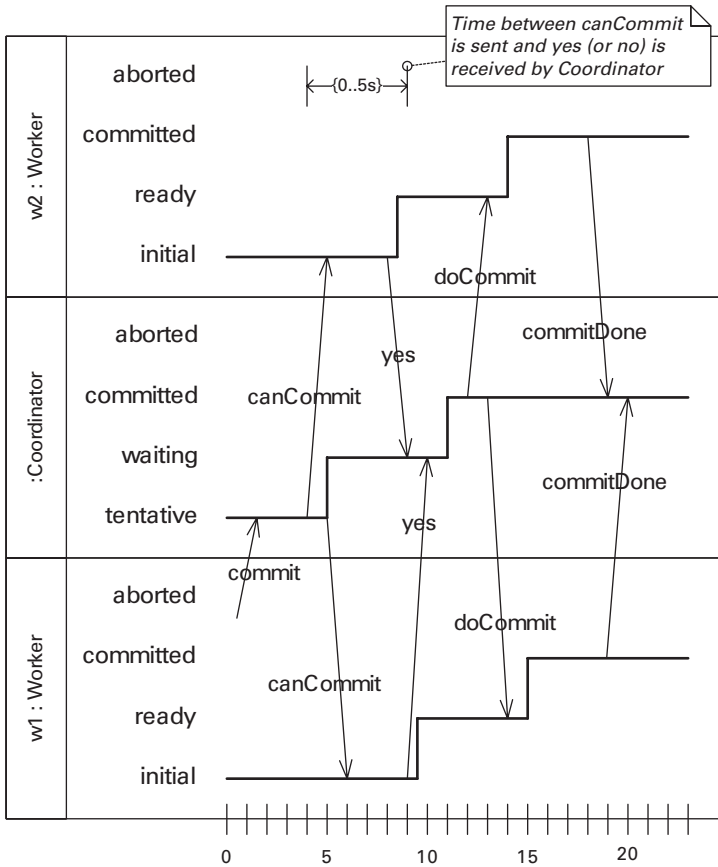 Time between canCommit
is sent and yes (or no) is
received by Coordinator
w2 : Worker
aborted
{0..5s}
committed
ready
initial
doCommit
:Coordinator
aborted
commitDone
yes
committed
canCommit
waiting
commitDone
tentative
yes
commit
w1 : Worker
aborted
doCommit
committed
canCommit
ready
initial
0 5 10 15 20